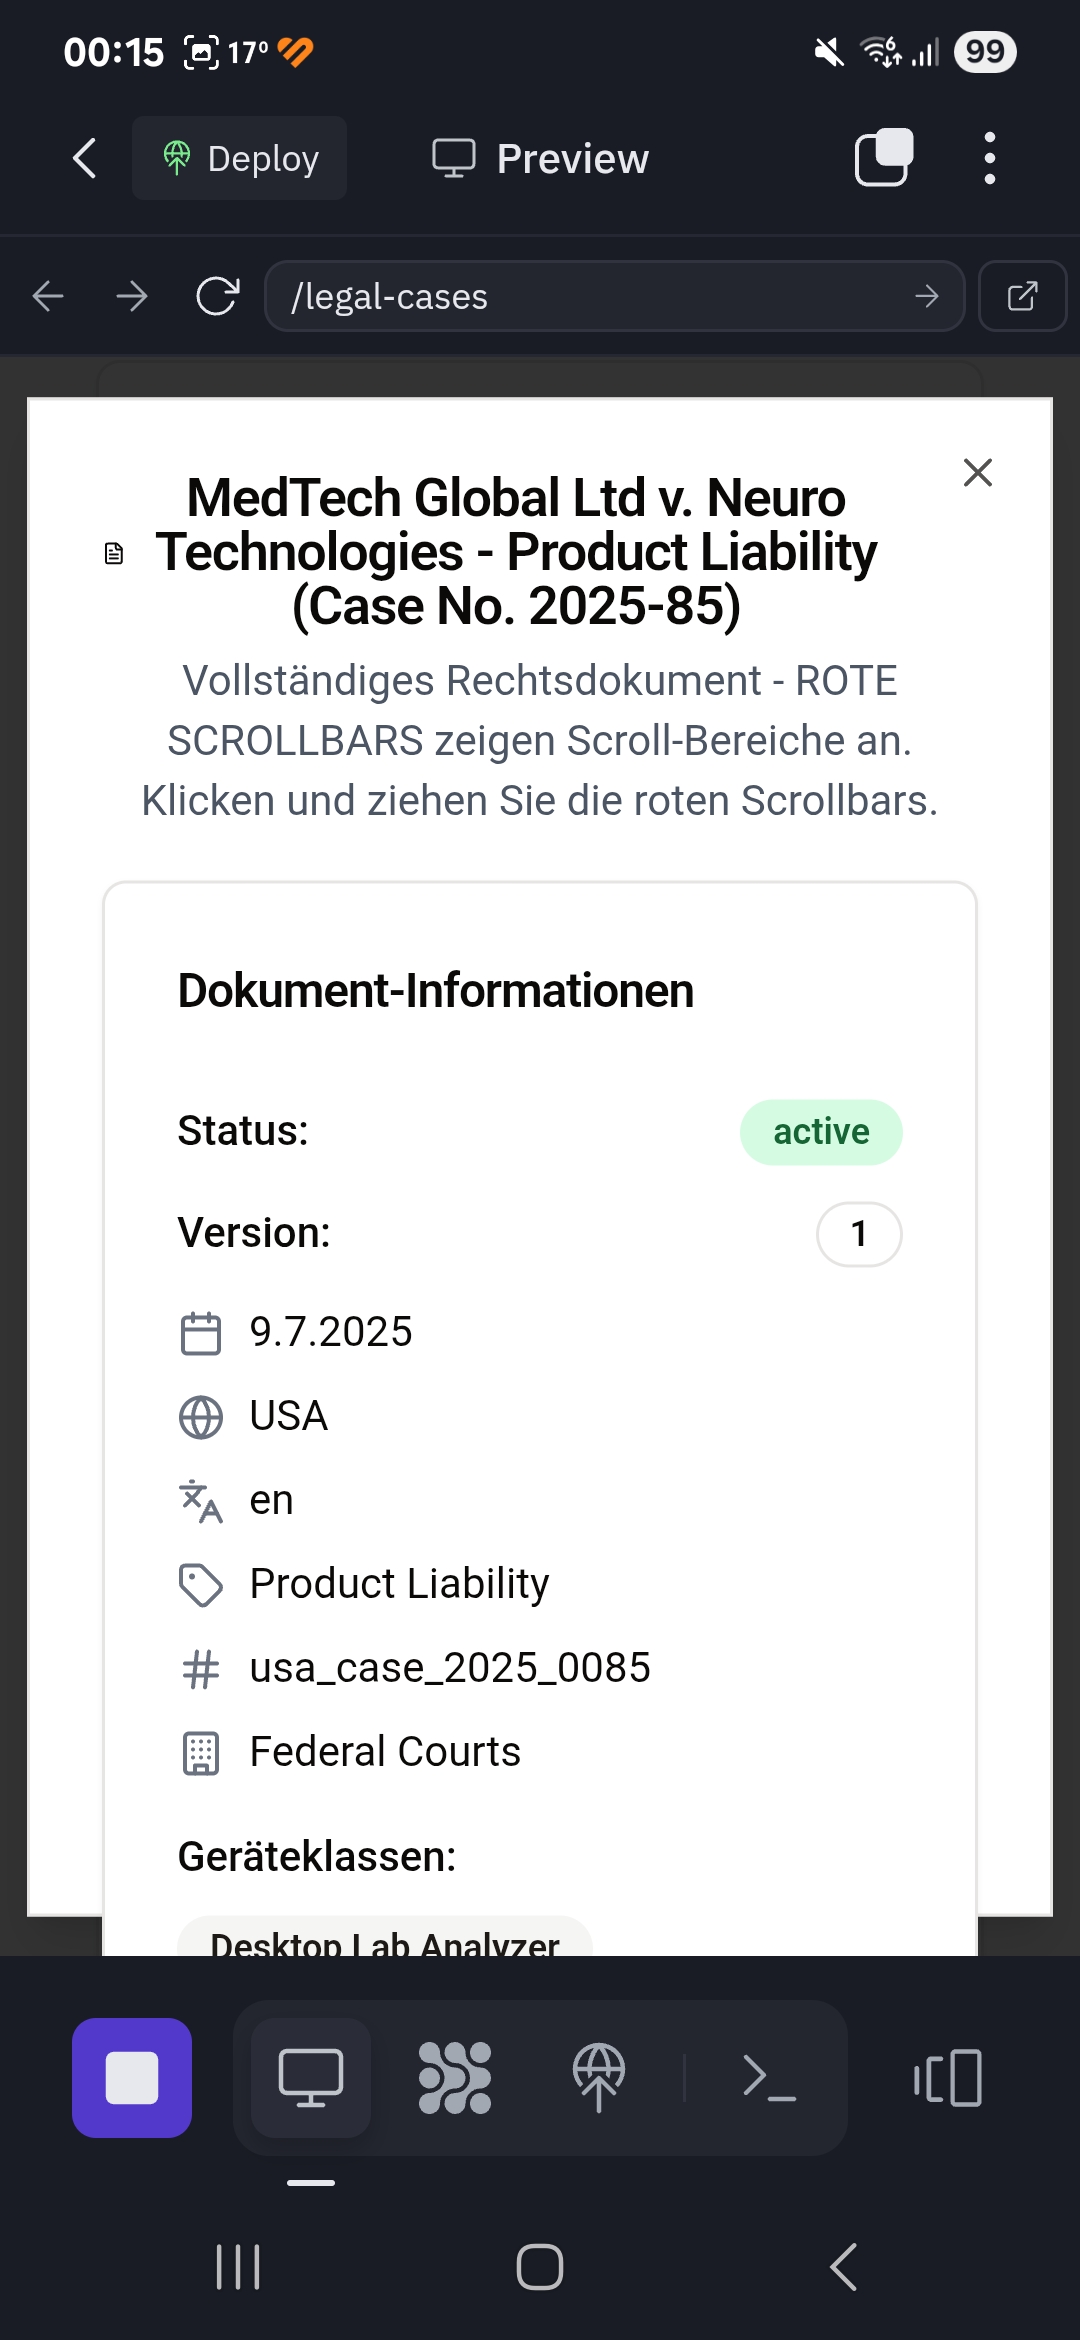 00:15 17° 99
Deploy Preview
/legal-cases
MedTech Global Ltd v. Neuro
Technologies - Product Liability
(Case No. 2025-85)
Vollständiges Rechtsdokument - ROTE
SCROLLBARS zeigen Scroll-Bereiche an.
Klicken und ziehen Sie die roten Scrollbars.
Dokument-Informationen
Status: active
Version: 1
9.7.2025
USA
en
Product Liability
usa_case_2025_0085
Federal Courts
Geräteklassen:
Desktop Lab Analyzer